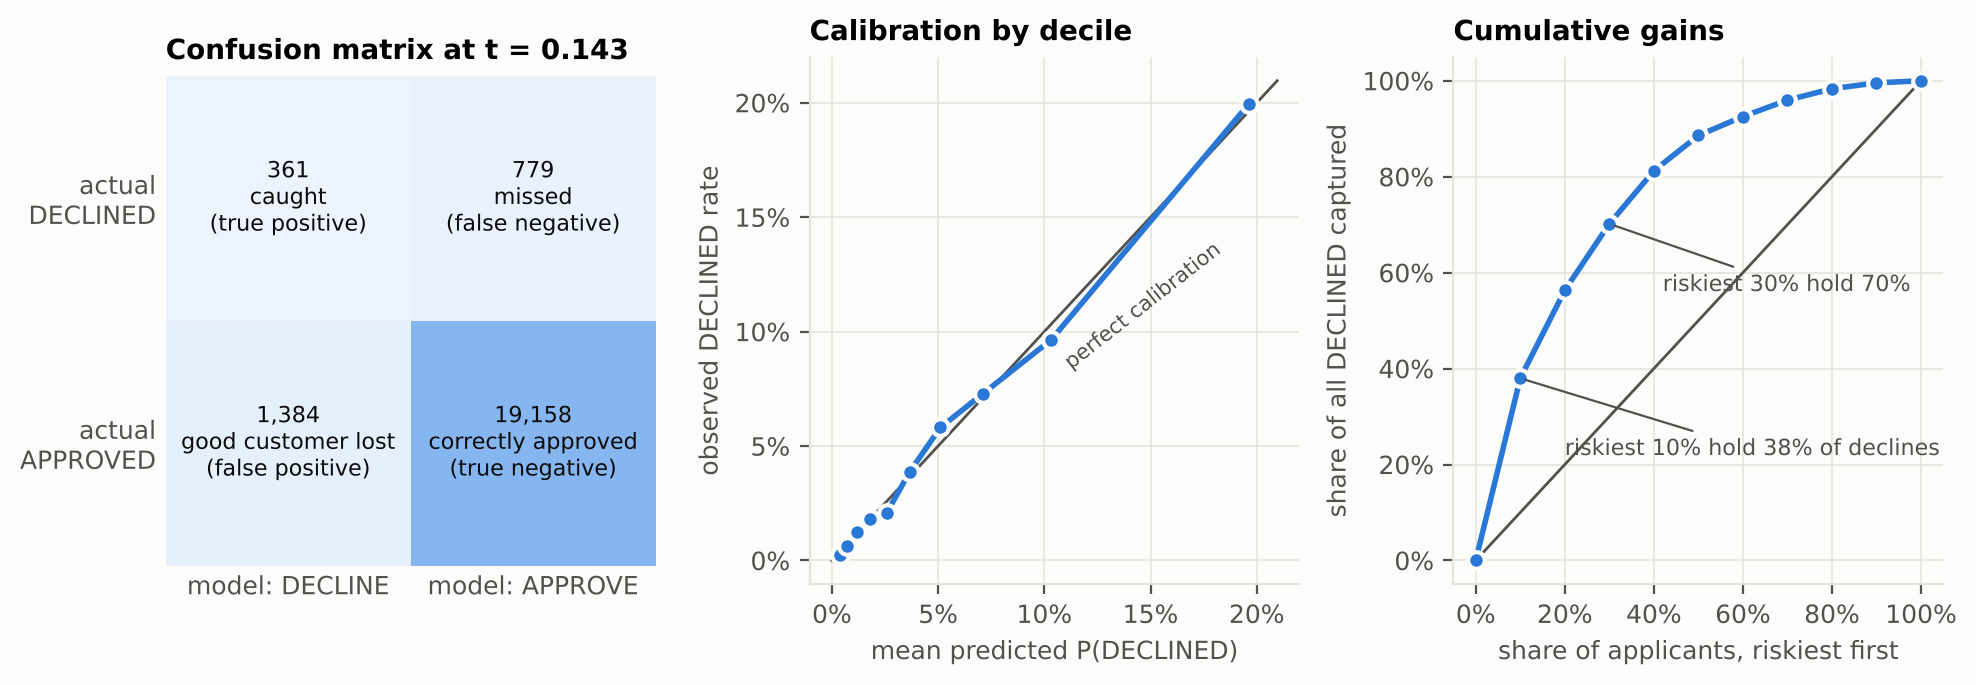 Confusion matrix at t = 0.143
actual
DECLINED
361
caught
(true positive)
779
missed
(false negative)
actual
APPROVED
1,384
good customer lost
(false positive)
19,158
correctly approved
(true negative)
model: DECLINE
model: APPROVE
Calibration by decile
observed DECLINED rate
20%
15%
10%
5%
0%
perfect calibration
0%
5%
10%
15%
20%
mean predicted P(DECLINED)
Cumulative gains
share of all DECLINED captured
100%
80%
60%
40%
20%
0%
riskiest 30% hold 70%
riskiest 10% hold 38% of declines
0%
20%
40%
60%
80%
100%
share of applicants, riskiest first